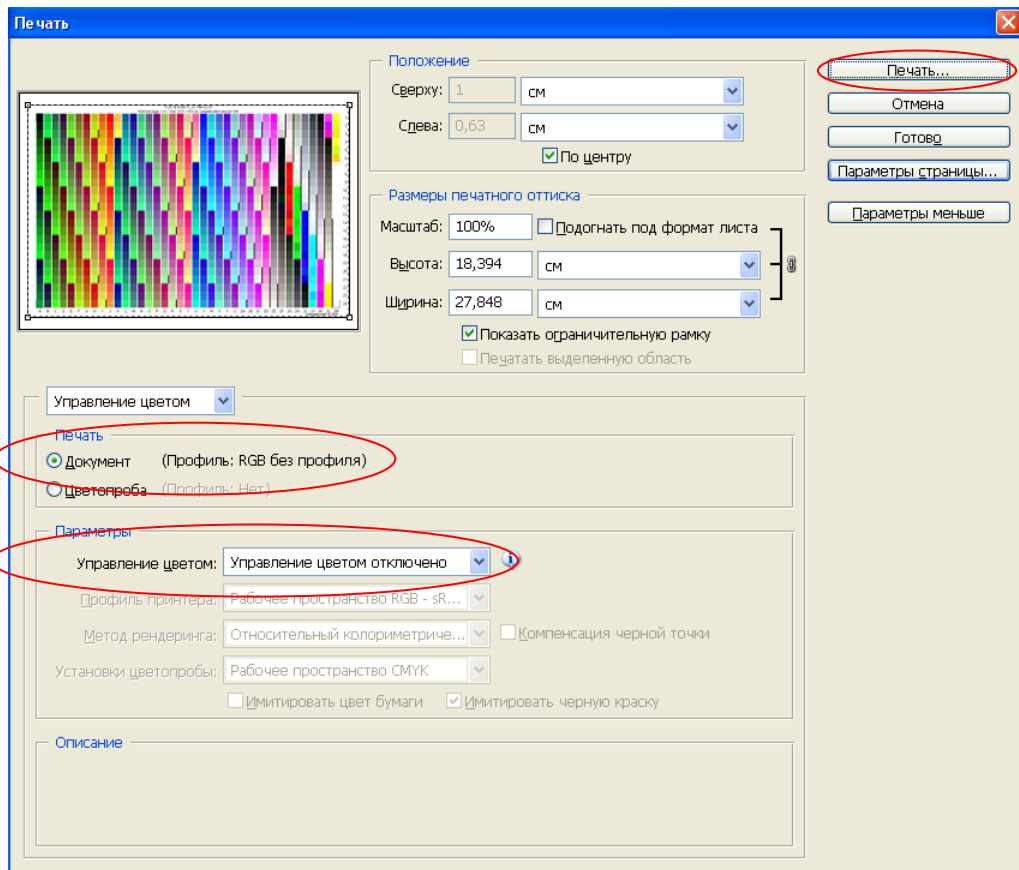 Печать
Положение
Сверху: 1 см
Слева: 0,63 см
По центру
Размеры печатного оттиска
Масштаб: 100% Подогнать под формат листа
Высота: 18,394 см
Ширина: 27,848 см
Показать ограничительную рамку
Печатать выделенную область
Печать...
Отмена
Готово
Параметры страницы...
Параметры меньше
Управление цветом
Печать
Документ (Профиль: RGB без профиля)
Цветопроба (Профиль: Нет)
Параметры
Управление цветом: Управление цветом отключено
Профиль принтера: Рабочее пространство RGB - sR...
Метод рендеринга: Относительный колориметриче... Компенсация черной точки
Установки цветопробы: Рабочее пространство CMYK
Имитировать цвет бумаги Имитировать черную краску
Описание